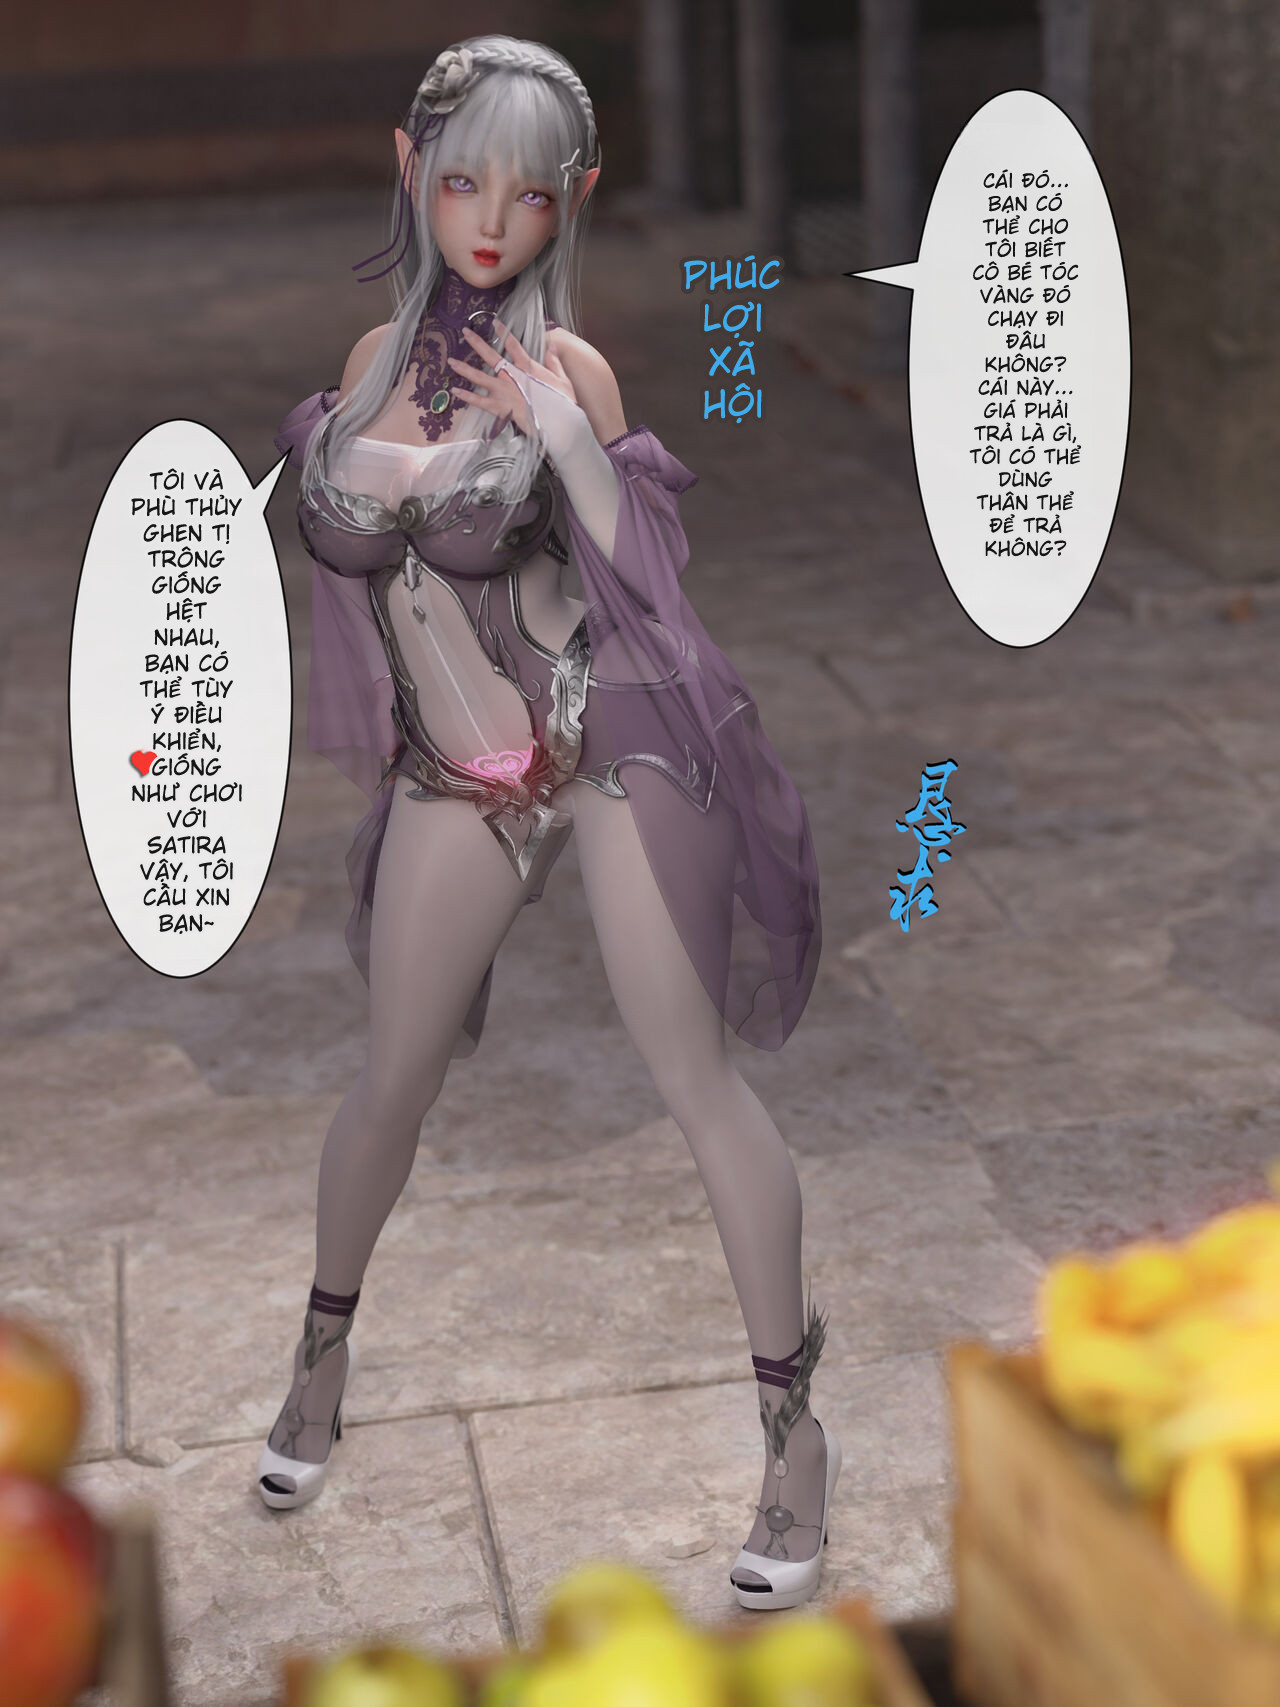 CÁI ĐÓ...
BẠN CÓ
THỂ CHO
TÔI BIẾT
CÔ BÉ TÓC
VÀNG ĐÓ
CHẠY ĐI
ĐÂU
KHÔNG?
CÁI NÀY...
GIÁ PHẢI
TRẢ LÀ GÌ,
TÔI CÓ THỂ
DÙNG
THÂN THỂ
ĐỂ TRẢ
KHÔNG?
PHÚC
LỢI
XÃ
HỘI
TÔI VÀ
PHÙ THỦY
GHEN TỊ
TRÔNG
GIỐNG
HỆT
NHAU,
BẠN CÓ
THỂ TÙY
Ý ĐIỀU
KHIỂN,
GIỐNG
NHƯ CHƠI
VỚI
SATIRA
VẬY, TÔI
CẦU XIN
BẠN~
恳
求